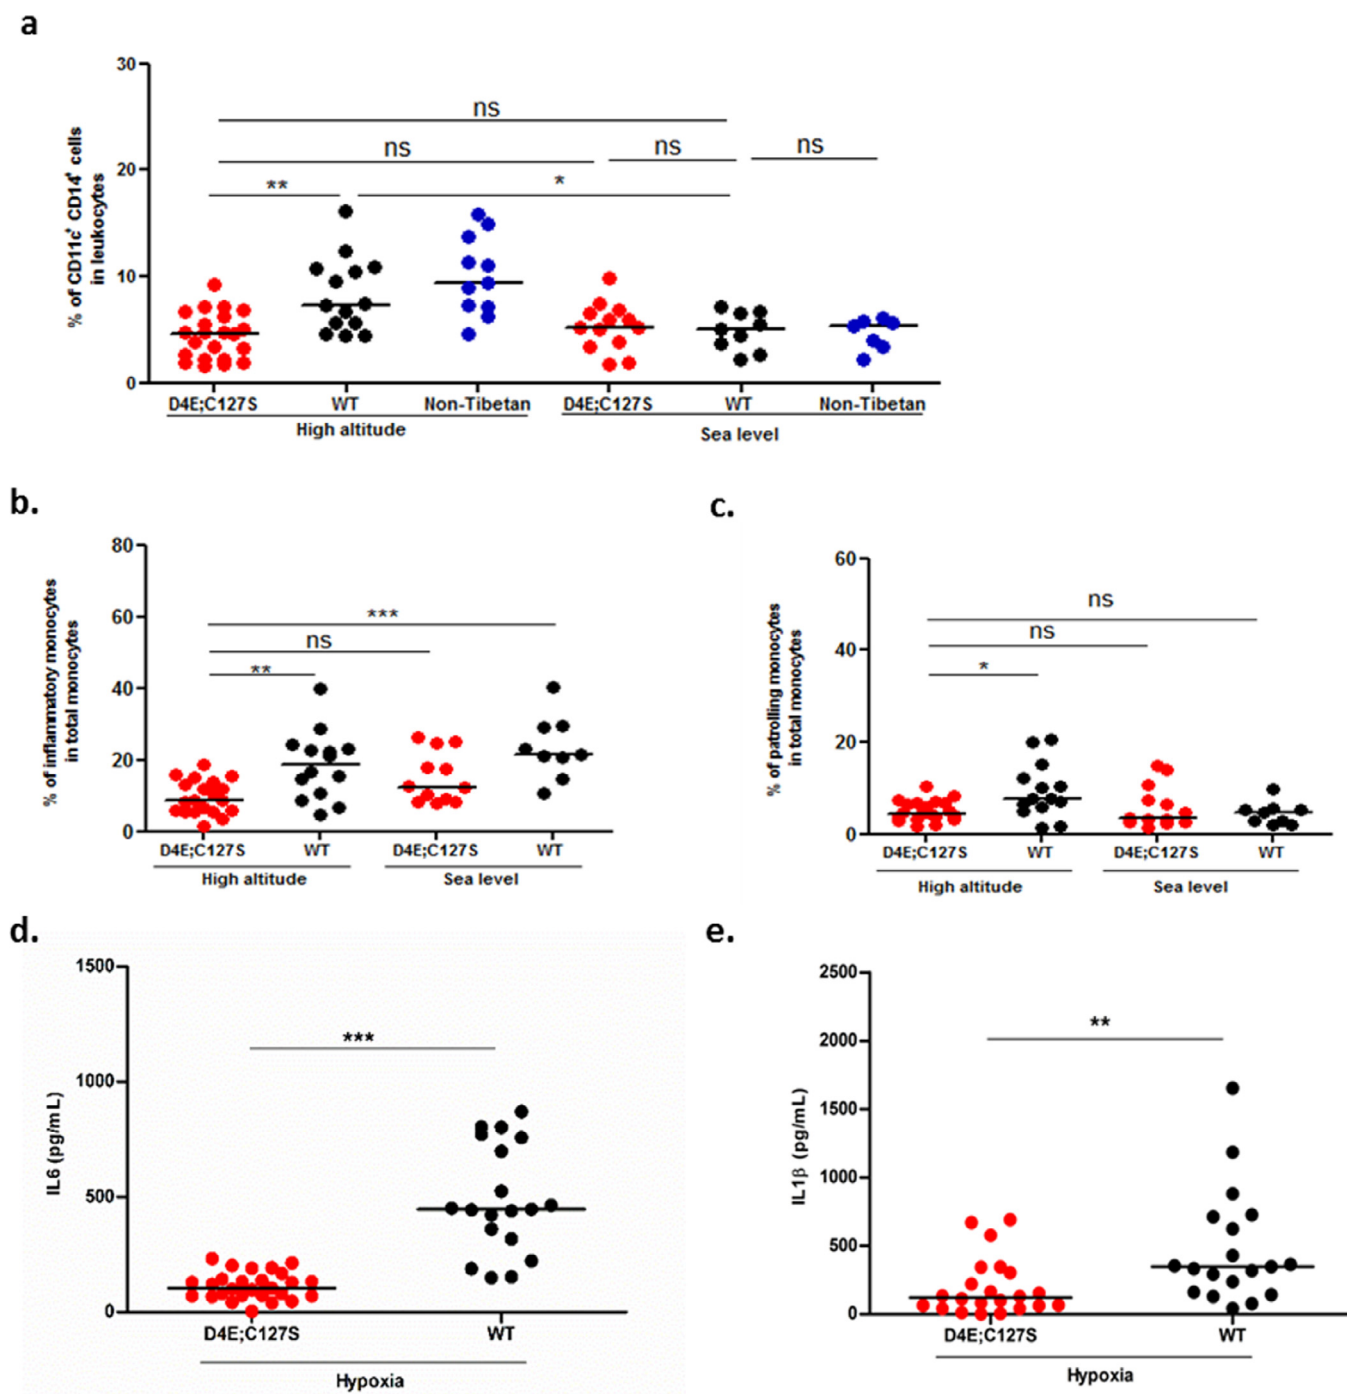 a
30
20
10
0
% of CD11c⁺ CD14⁺ cells
in leukocytes
ns
ns
ns
ns
**
*
D4E;C127S
WT
Non-Tibetan
D4E;C127S
WT
Non-Tibetan
High altitude
Sea level
b.
80
60
40
20
0
% of inflammatory monocytes
in total monocytes
***
ns
**
D4E;C127S
WT
D4E;C127S
WT
High altitude
Sea level
c.
60
40
20
0
% of patrolling monocytes
in total monocytes
ns
ns
*
D4E;C127S
WT
D4E;C127S
WT
High altitude
Sea level
d.
1500
1000
500
0
IL6 (pg/mL)
***
D4E;C127S
WT
Hypoxia
e.
2500
2000
1500
1000
500
0
IL1β (pg/mL)
**
D4E;C127S
WT
Hypoxia